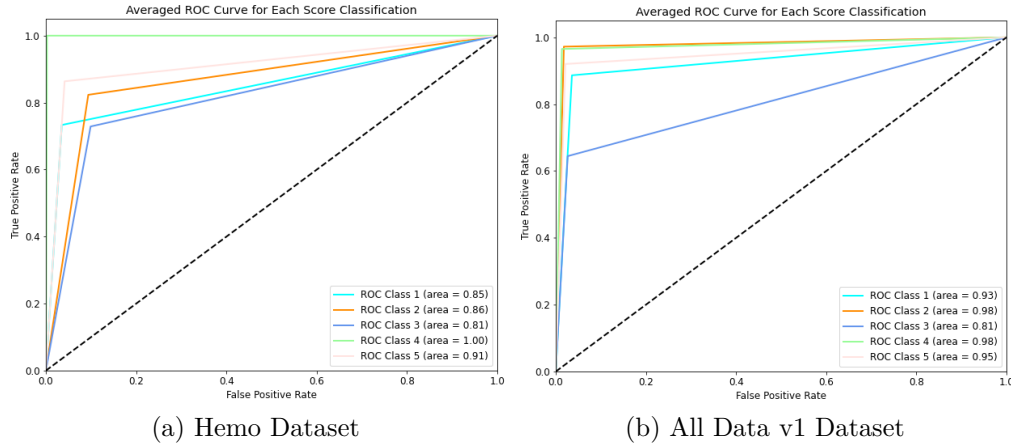 Averaged ROC Curve for Each Score Classification
1.0
0.8
0.6
0.4
0.2
0.0
True Positive Rate
0.0 0.2 0.4 0.6 0.8 1.0
False Positive Rate
ROC Class 1 (area = 0.85)
ROC Class 2 (area = 0.86)
ROC Class 3 (area = 0.81)
ROC Class 4 (area = 1.00)
ROC Class 5 (area = 0.91)
(a) Hemo Dataset
Averaged ROC Curve for Each Score Classification
1.0
0.8
0.6
0.4
0.2
0.0
True Positive Rate
0.0 0.2 0.4 0.6 0.8 1.0
False Positive Rate
ROC Class 1 (area = 0.93)
ROC Class 2 (area = 0.98)
ROC Class 3 (area = 0.81)
ROC Class 4 (area = 0.98)
ROC Class 5 (area = 0.95)
(b) All Data v1 Dataset